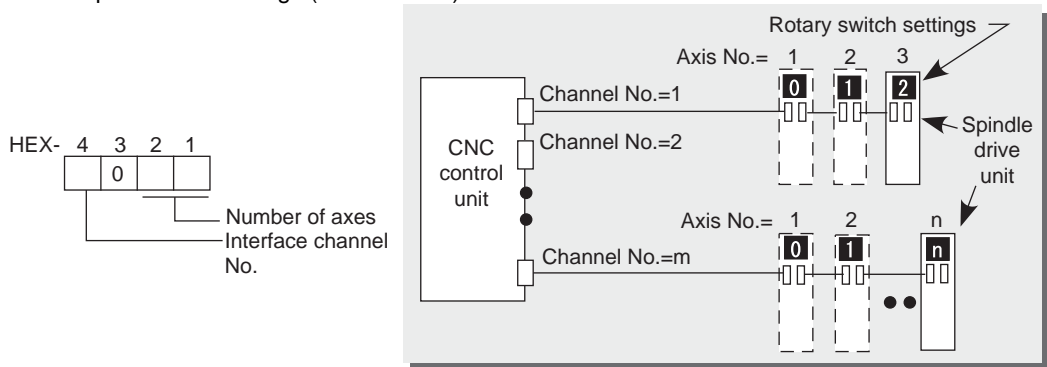 Rotary switch settings
Axis No.= 1 2 3
0 1 2
Channel No.=1
HEX- 4 3 2 1
0
CNC
control
unit
Channel No.=2
Spindle
drive
unit
Number of axes
Interface channel
No.
Axis No.= 1 2 n
0 1 n
Channel No.=m